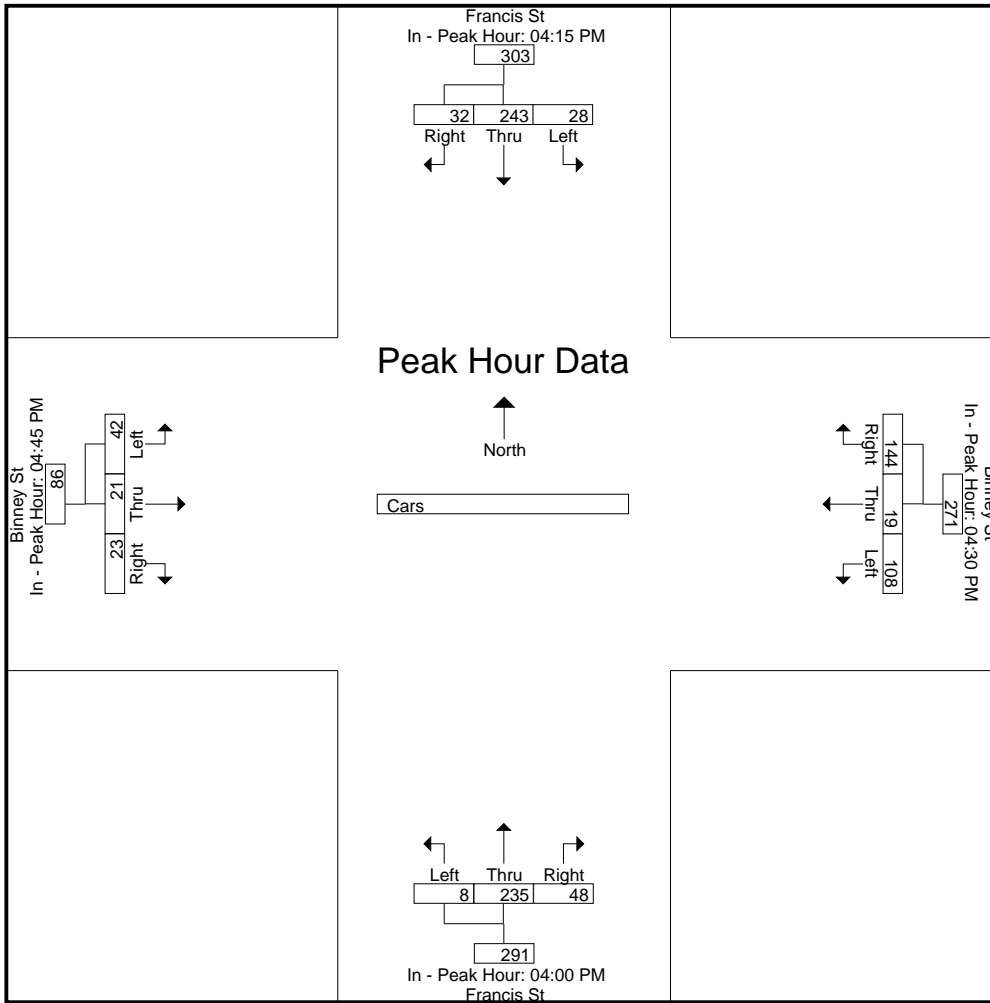 Francis St
In - Peak Hour: 04:15 PM
303
32 243 28
Right Thru Left
Peak Hour Data
North
Cars
Binney St
In - Peak Hour: 04:45 PM
86
42 21 23
Left Thru Right
Binney St
In - Peak Hour: 04:30 PM
271
144 19 108
Right Thru Left
Left Thru Right
8 235 48
291
In - Peak Hour: 04:00 PM
Francis St